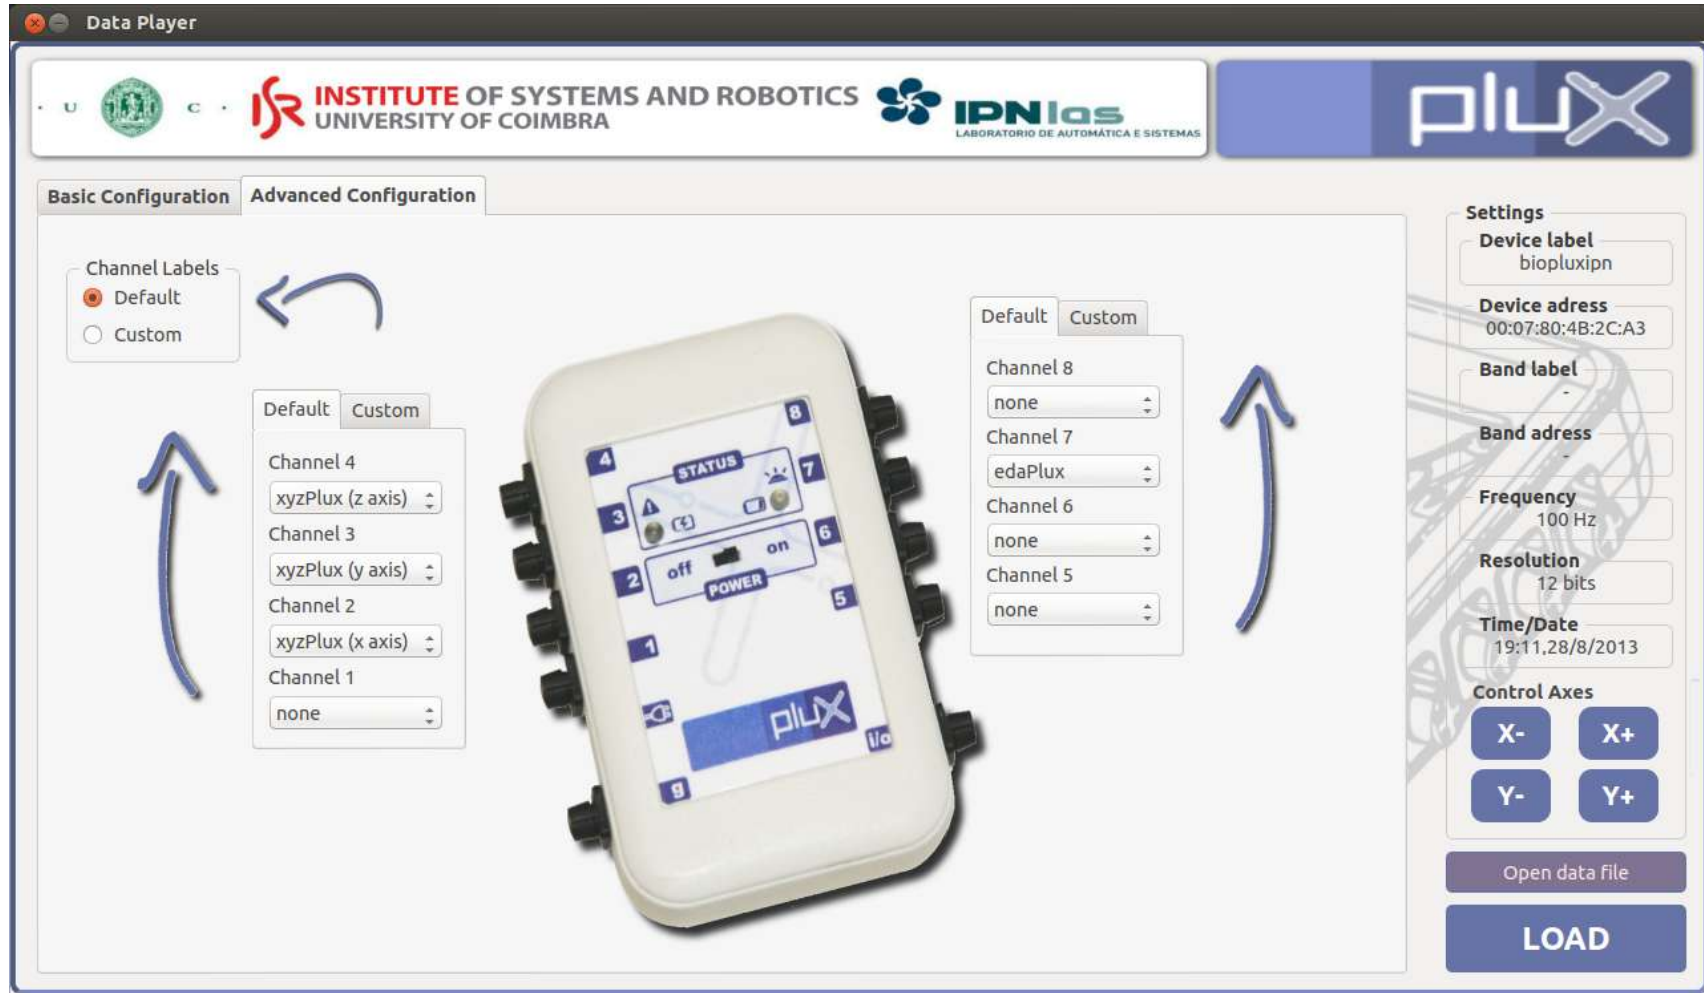 Data Player
· U C ·
ISR INSTITUTE OF SYSTEMS AND ROBOTICS
UNIVERSITY OF COIMBRA
IPN las
LABORATORIO DE AUTOMÁTICA E SISTEMAS
plux
Basic Configuration
Advanced Configuration
Channel Labels
Default
Custom
Default Custom
Channel 4
xyzPlux (z axis)
Channel 3
xyzPlux (y axis)
Channel 2
xyzPlux (x axis)
Channel 1
none
8
4
STATUS
7
3
6
on
2
off
POWER
5
1
plux
i/o
g
Default Custom
Channel 8
none
Channel 7
edaPlux
Channel 6
none
Channel 5
none
Settings
Device label
biopluxipn
Device adress
00:07:80:4B:2C:A3
Band label
-
Band adress
-
Frequency
100 Hz
Resolution
12 bits
Time/Date
19:11,28/8/2013
Control Axes
X- X+
Y- Y+
Open data file
LOAD